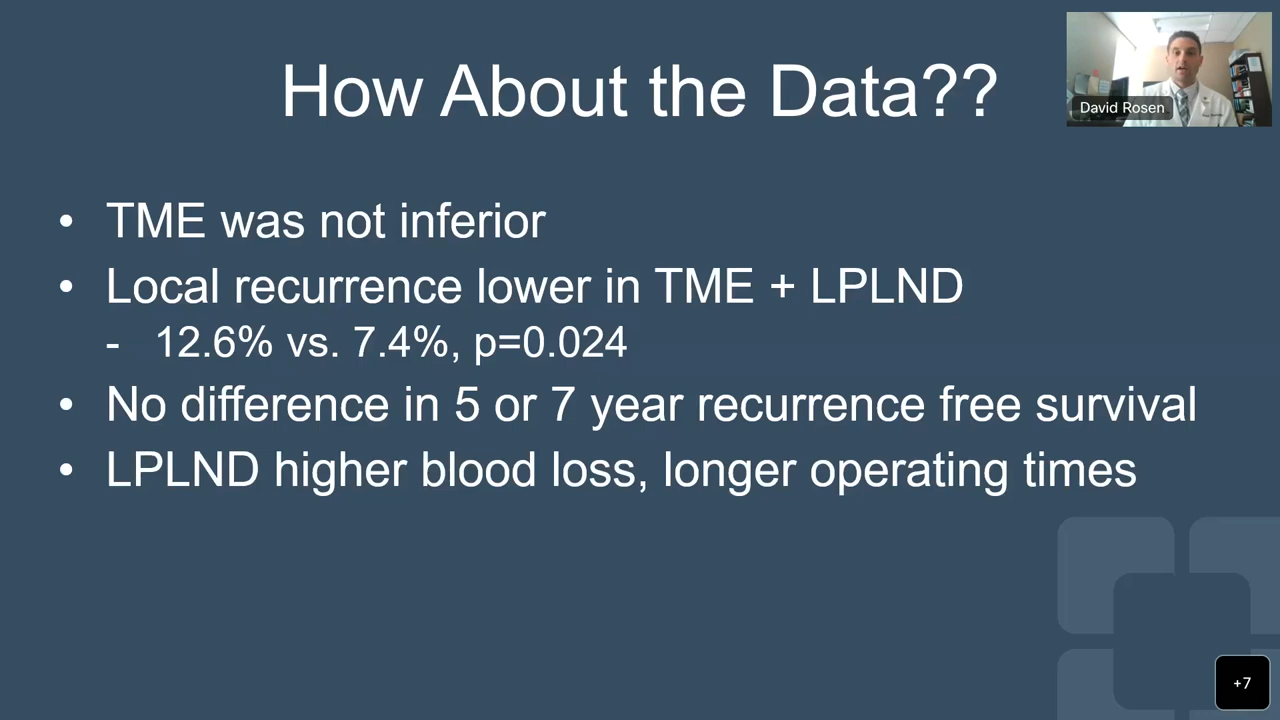 How About the Data??
David Rosen
• TME was not inferior
• Local recurrence lower in TME + LPLND
- 12.6% vs. 7.4%, p=0.024
• No difference in 5 or 7 year recurrence free survival
• LPLND higher blood loss, longer operating times
+7